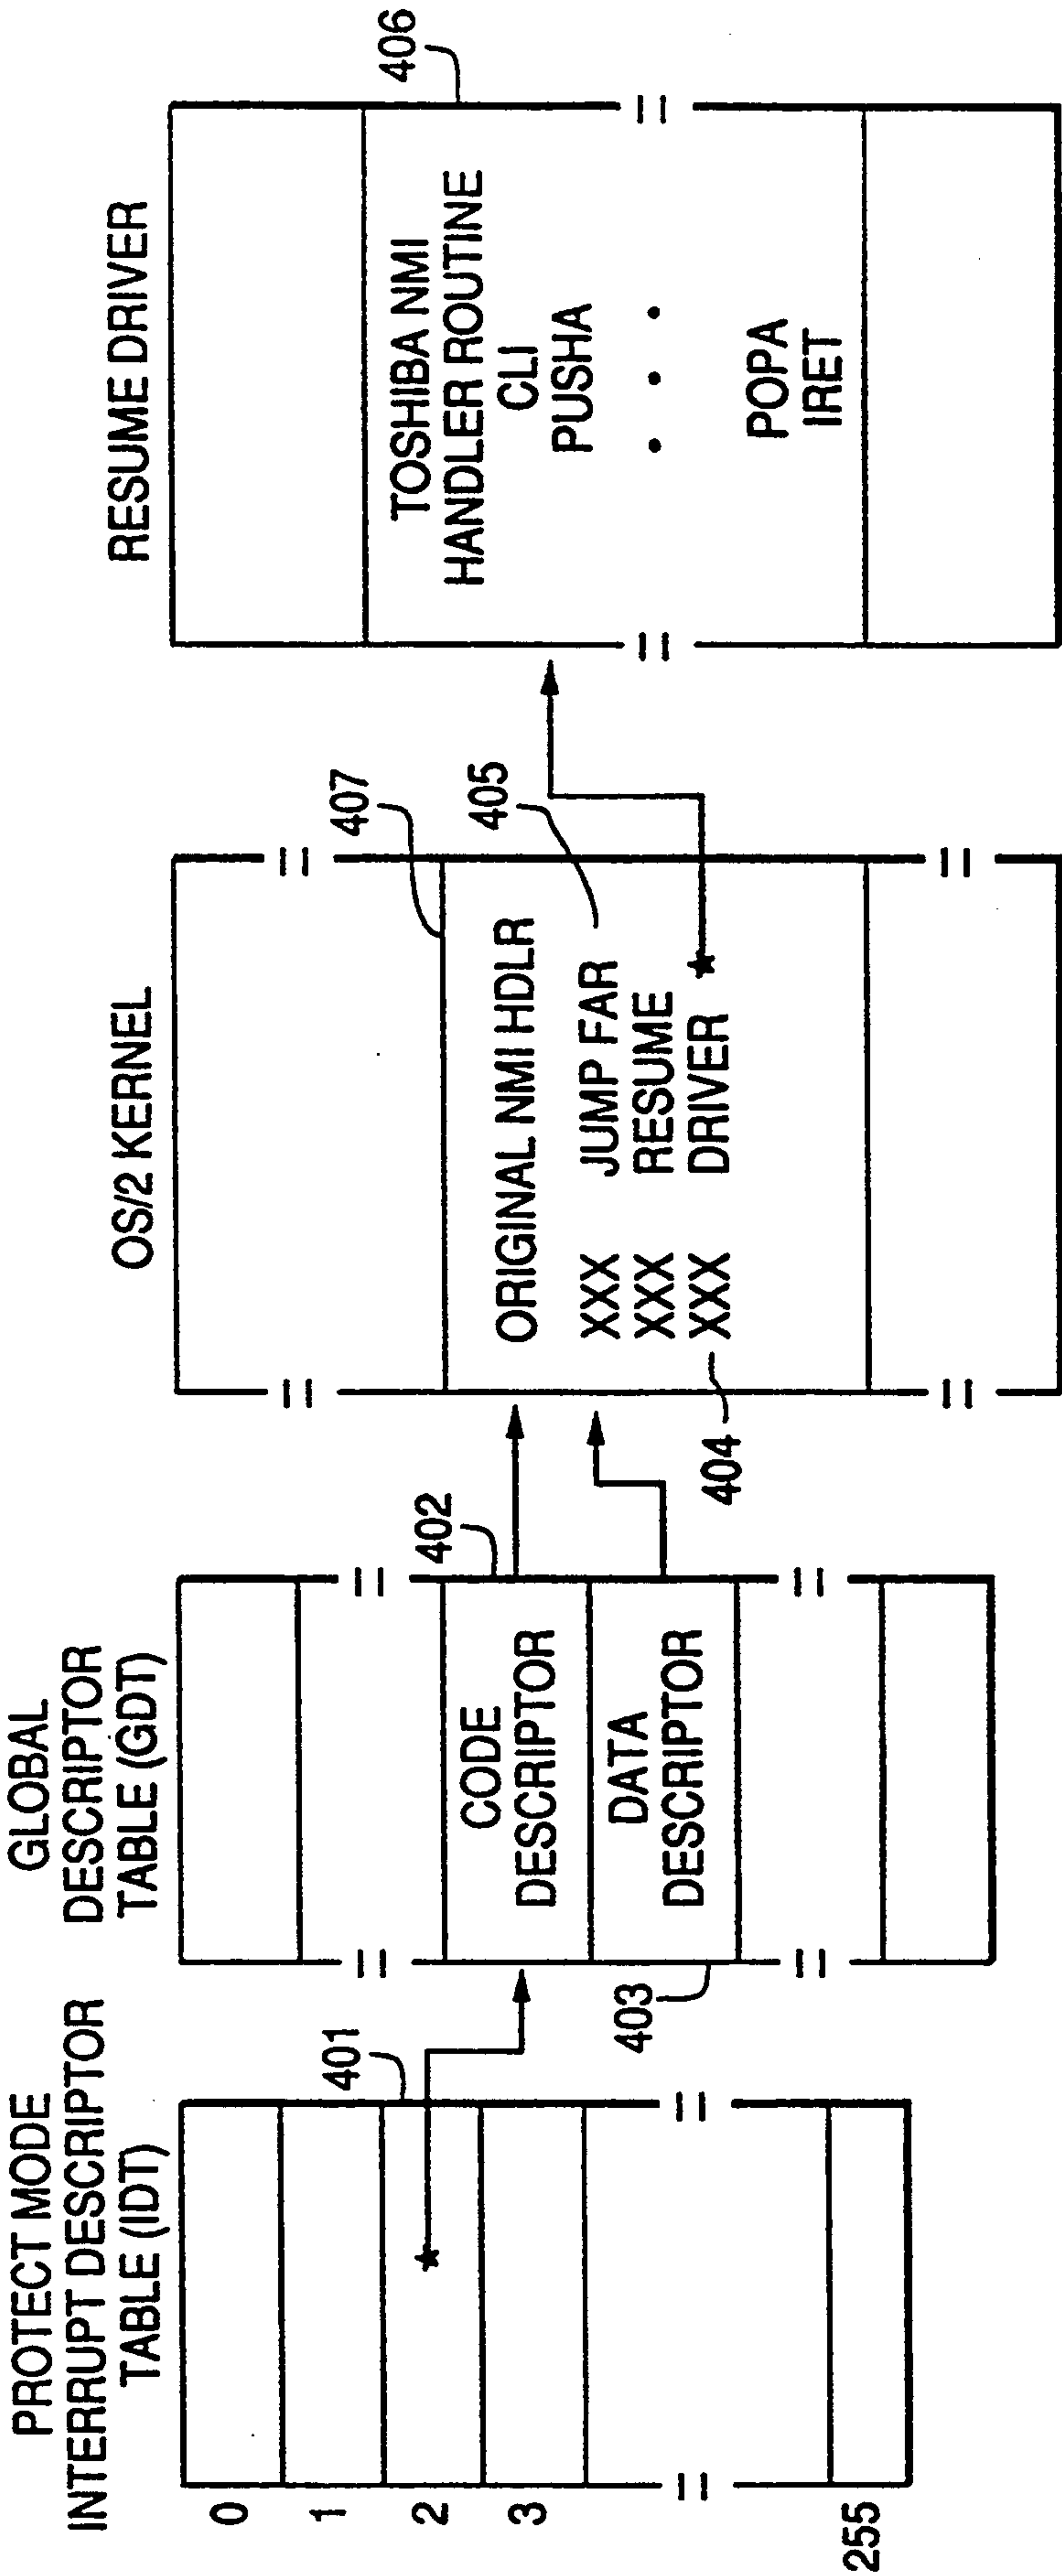 PROTECT MODE
INTERRUPT DESCRIPTOR
TABLE (IDT)
0
1
2
3
255
401
GLOBAL
DESCRIPTOR
TABLE (GDT)
CODE
DESCRIPTOR
DATA
DESCRIPTOR
402
403
OS/2 KERNEL
407
ORIGINAL NMI HDLR
XXX JUMP FAR
XXX RESUME
XXX DRIVER
404
405
RESUME DRIVER
TOSHIBA NMI
HANDLER ROUTINE
CLI
PUSHA
• • •
POPA
IRET
406